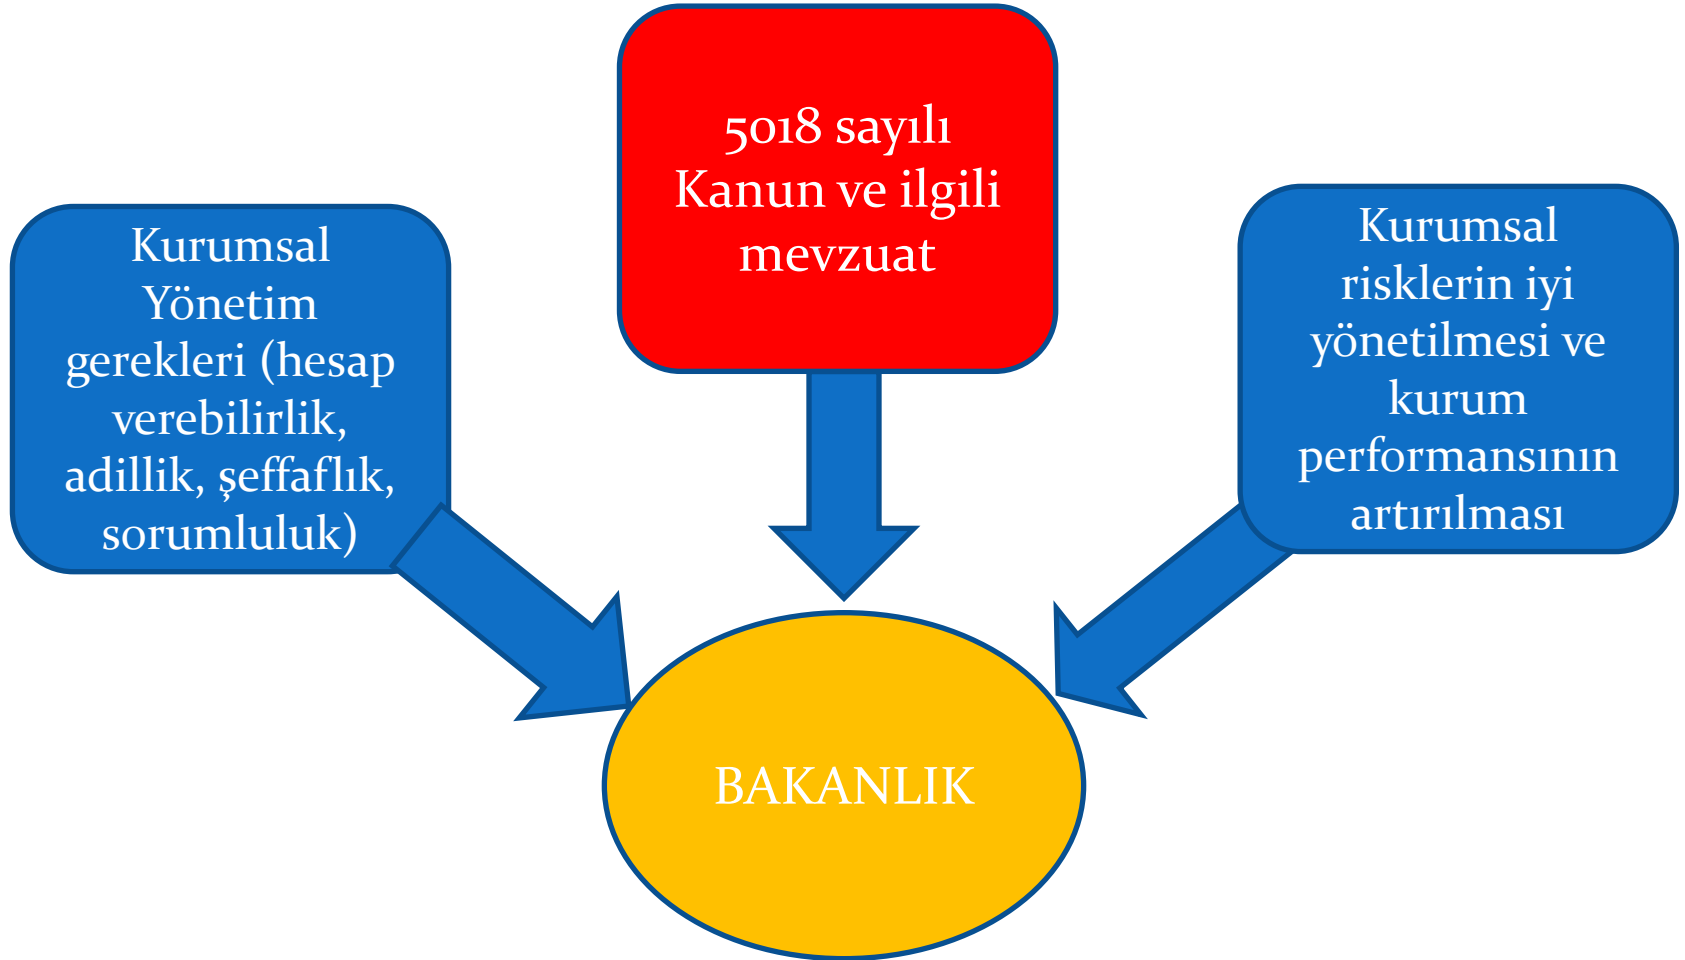 Kurumsal
Yönetim
gerekleri (hesap
verebilirlik,
adillik, şeffaflık,
sorumluluk)
5018 sayılı
Kanun ve ilgili
mevzuat
Kurumsal
risklerin iyi
yönetilmesi ve
kurum
performansının
artırılması
BAKANLIK